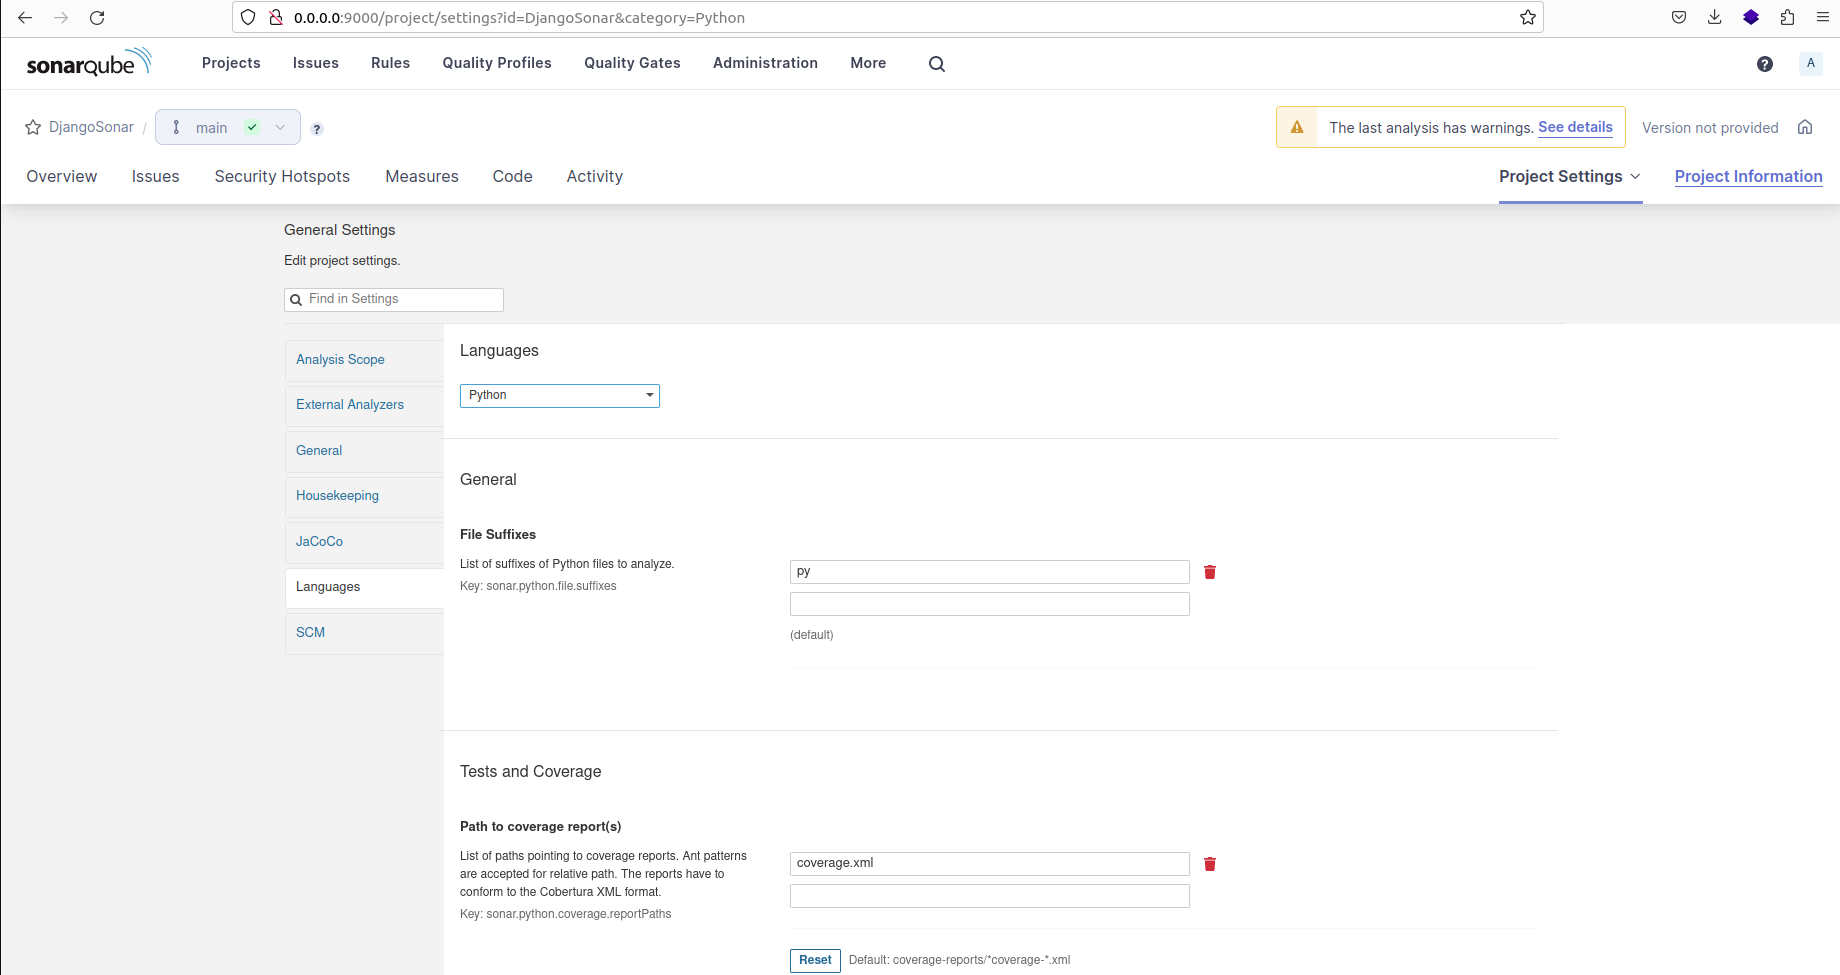 0.0.0.0:9000/project/settings?id=DjangoSonar&category=Python
sonarqube Projects Issues Rules Quality Profiles Quality Gates Administration More ? A
DjangoSonar / main ? The last analysis has warnings. See details Version not provided
Overview Issues Security Hotspots Measures Code Activity Project Settings Project Information
General Settings
Edit project settings.
Find in Settings
Analysis Scope
External Analyzers
General
Housekeeping
JaCoCo
Languages
SCM
Languages
Python
General
File Suffixes
List of suffixes of Python files to analyze.
Key: sonar.python.file.suffixes
py
(default)
Tests and Coverage
Path to coverage report(s)
List of paths pointing to coverage reports. Ant patterns
are accepted for relative path. The reports have to
conform to the Cobertura XML format.
Key: sonar.python.coverage.reportPaths
coverage.xml
Reset Default: coverage-reports/*coverage-*.xml